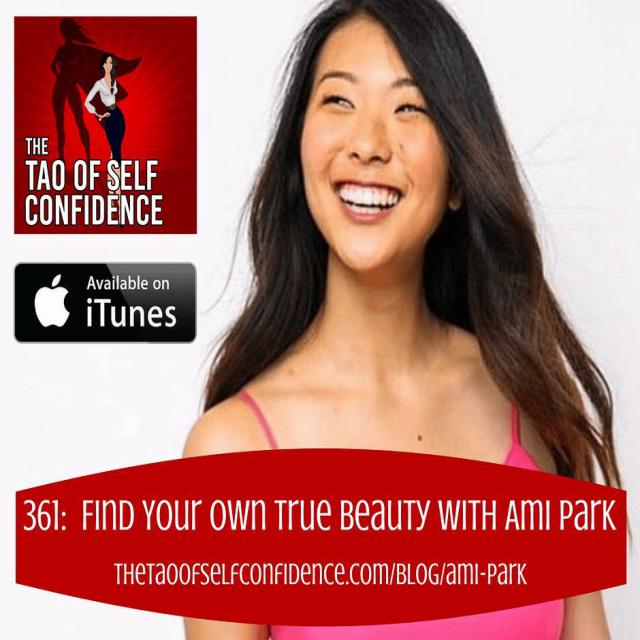 THE
TAO OF SELF
CONFIDENCE
Available on
iTunes
361: Find Your Own True Beauty with Ami Park
thetaoofselfconfidence.com/blog/ami-park